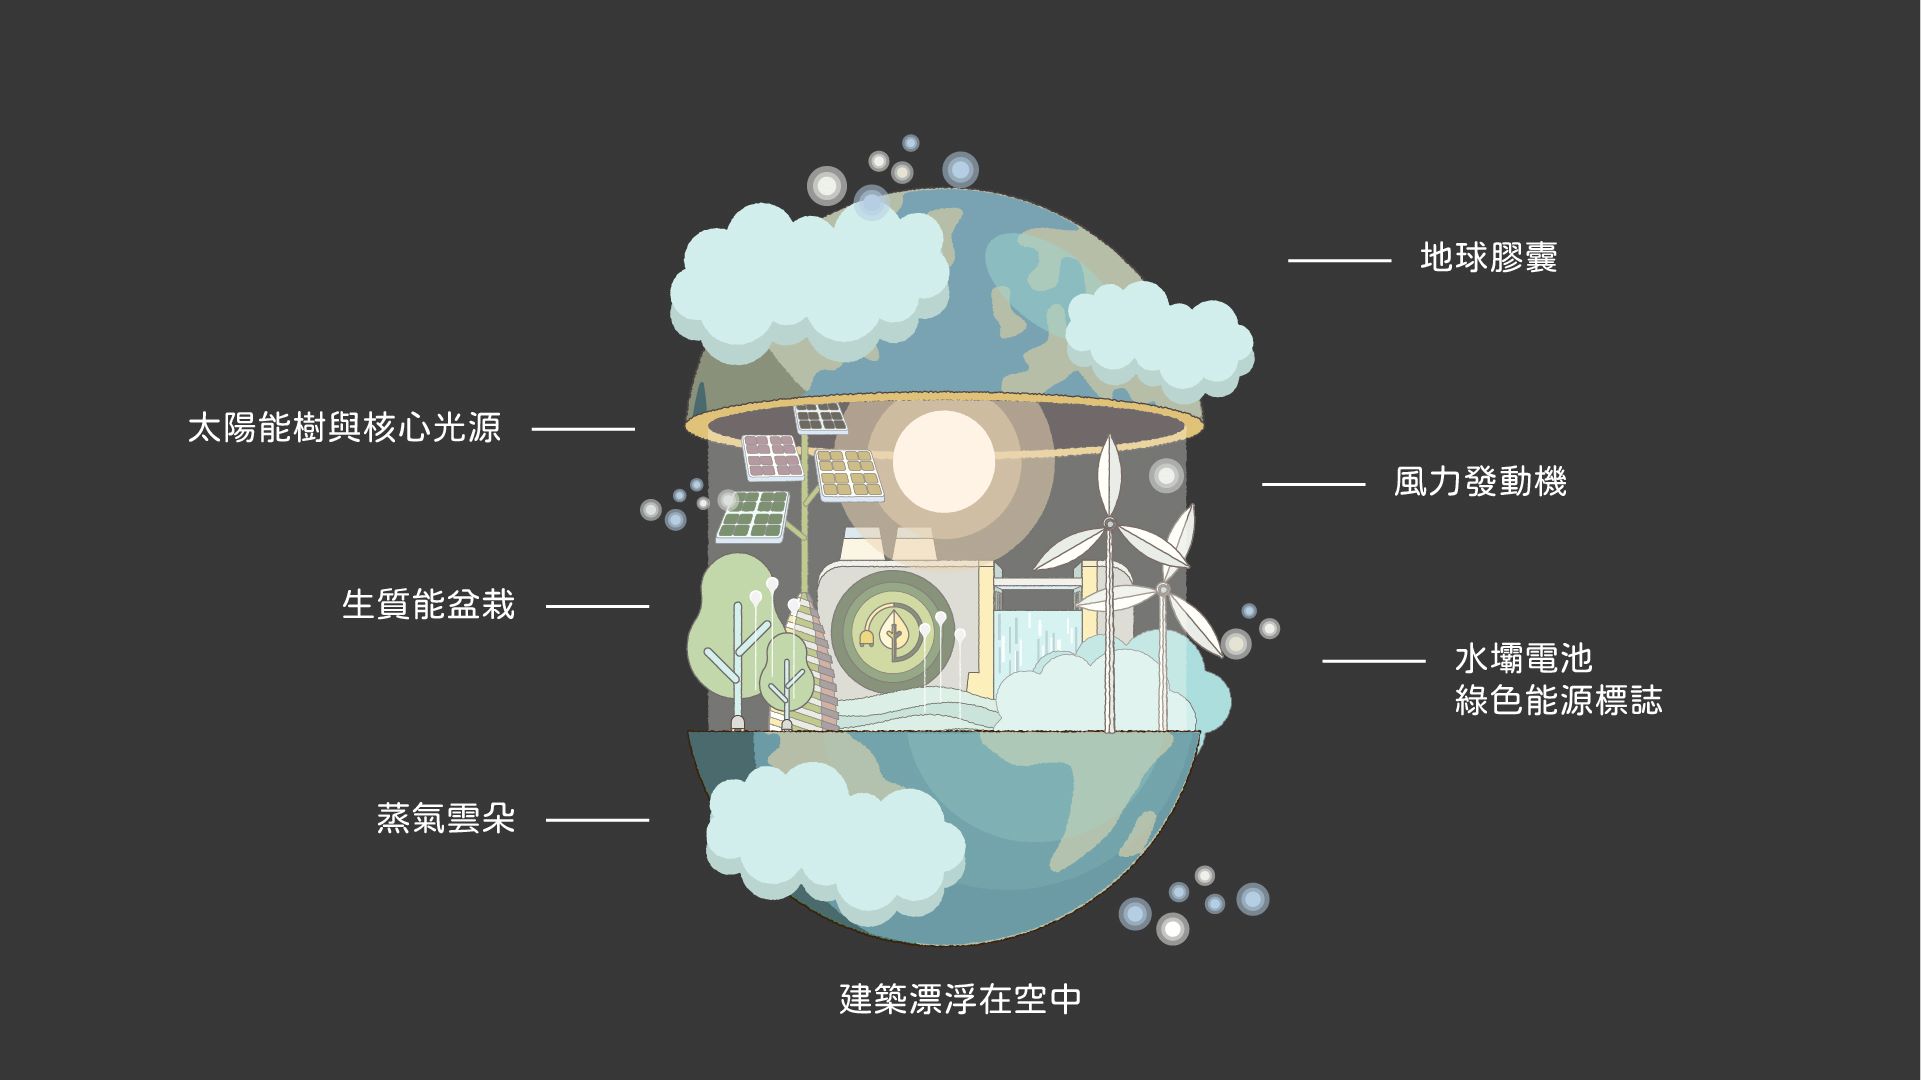 地球膠囊
太陽能樹與核心光源
風力發動機
生質能盆栽
水壩電池
綠色能源標誌
蒸氣雲朵
建築漂浮在空中